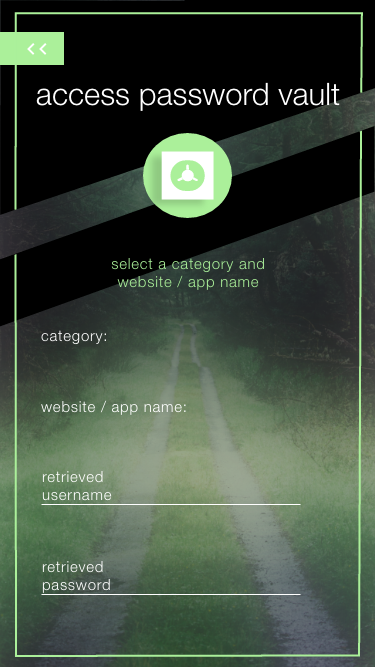 access password vault
select a category and
website / app name
category:
website / app name:
retrieved
username
retrieved
password